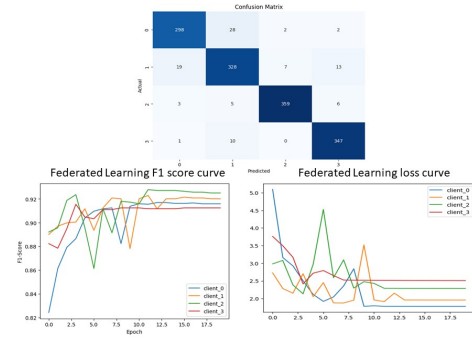 Confusion Matrix
0 298 28 2 2
1 19 328 7 13
Actual
2 3 5 359 6
3 1 10 0 347
0 1 2 3
Predicted
Federated Learning F1 score curve
0.92
0.90
0.88
0.86
0.84
0.82
F1-Score
client_0
client_1
client_2
client_3
0.0 2.5 5.0 7.5 10.0 12.5 15.0 17.5
Epoch
Federated Learning loss curve
client_0
client_1
client_2
client_3
5.0
4.5
4.0
3.5
3.0
2.5
2.0
0.0 2.5 5.0 7.5 10.0 12.5 15.0 17.5